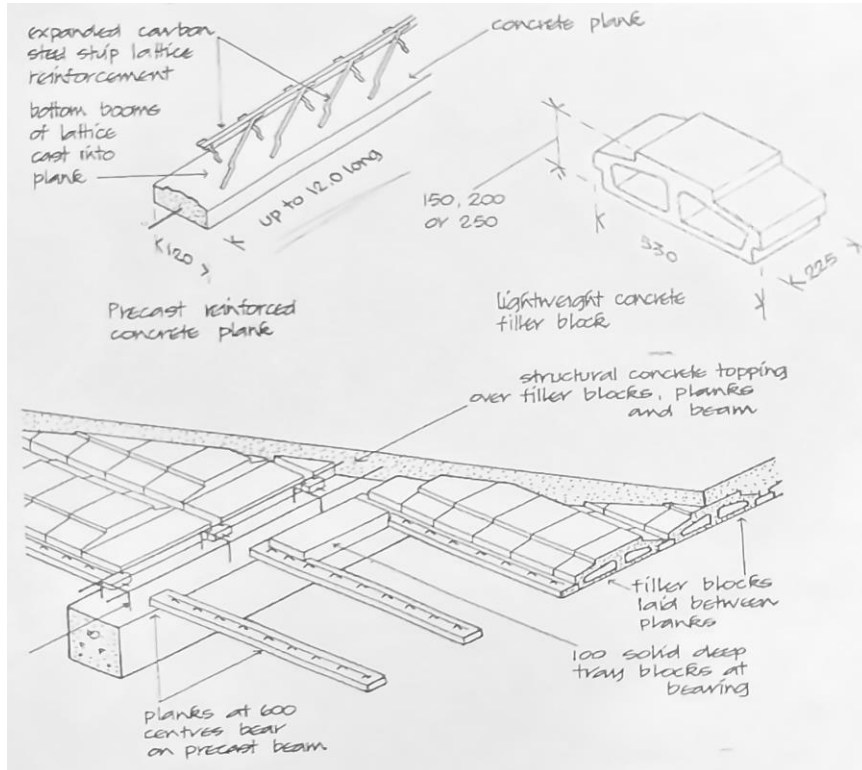 expanded carbon
steel strip lattice
reinforcement
bottom booms
of lattice
cast into
plank
concrete plank
up to 12.0 long
120
Precast reinforced
concrete plank
150, 200
or 250
530
225
lightweight concrete
filler block
structural concrete topping
over filler blocks, planks
and beam
filler blocks
laid between
planks
100 solid deep
tray blocks at
bearing
planks at 600
centres bear
on precast beam